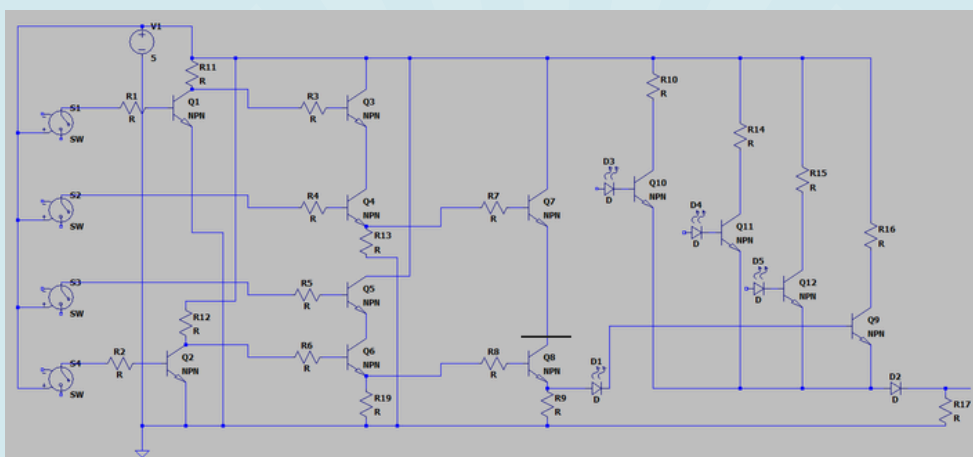 V1
5
R11
R
S1
SW
R1
R
Q1
NPN
R3
R
Q3
NPN
R10
R
R14
R
R15
R
R16
R
D3
D
Q10
NPN
S2
SW
R4
R
Q4
NPN
R13
R
R7
R
Q7
NPN
D4
D
Q11
NPN
D5
D
Q12
NPN
S3
SW
R5
R
Q5
NPN
R12
R
Q9
NPN
S4
SW
R2
R
Q2
NPN
R6
R
Q6
NPN
R8
R
Q8
NPN
D1
D
D2
D
R19
R
R9
R
R17
R